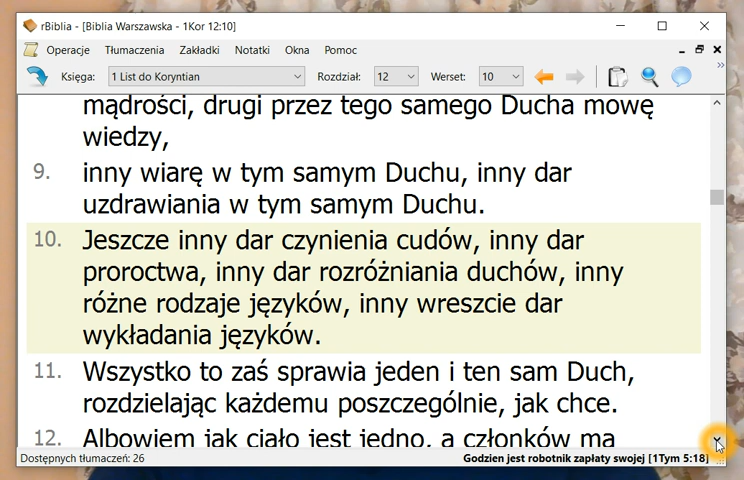 rBiblia - [Biblia Warszawska - 1Kor 12:10]
Operacje Tłumaczenia Zakładki Notatki Okna Pomoc
Księga: 1 List do Koryntian Rozdział: 12 Werset: 10
mądrości, drugi przez tego samego Ducha mowę
wiedzy,
9. inny wiarę w tym samym Duchu, inny dar
uzdrawiania w tym samym Duchu.
10. Jeszcze inny dar czynienia cudów, inny dar
proroctwa, inny dar rozróżniania duchów, inny
różne rodzaje języków, inny wreszcie dar
wykładania języków.
11. Wszystko to zaś sprawia jeden i ten sam Duch,
rozdzielając każdemu poszczególnie, jak chce.
12. Albowiem jak ciało jest jedno, a członków ma
Dostępnych tłumaczeń: 26 Godzien jest robotnik zapłaty swojej [1Tym 5:18]